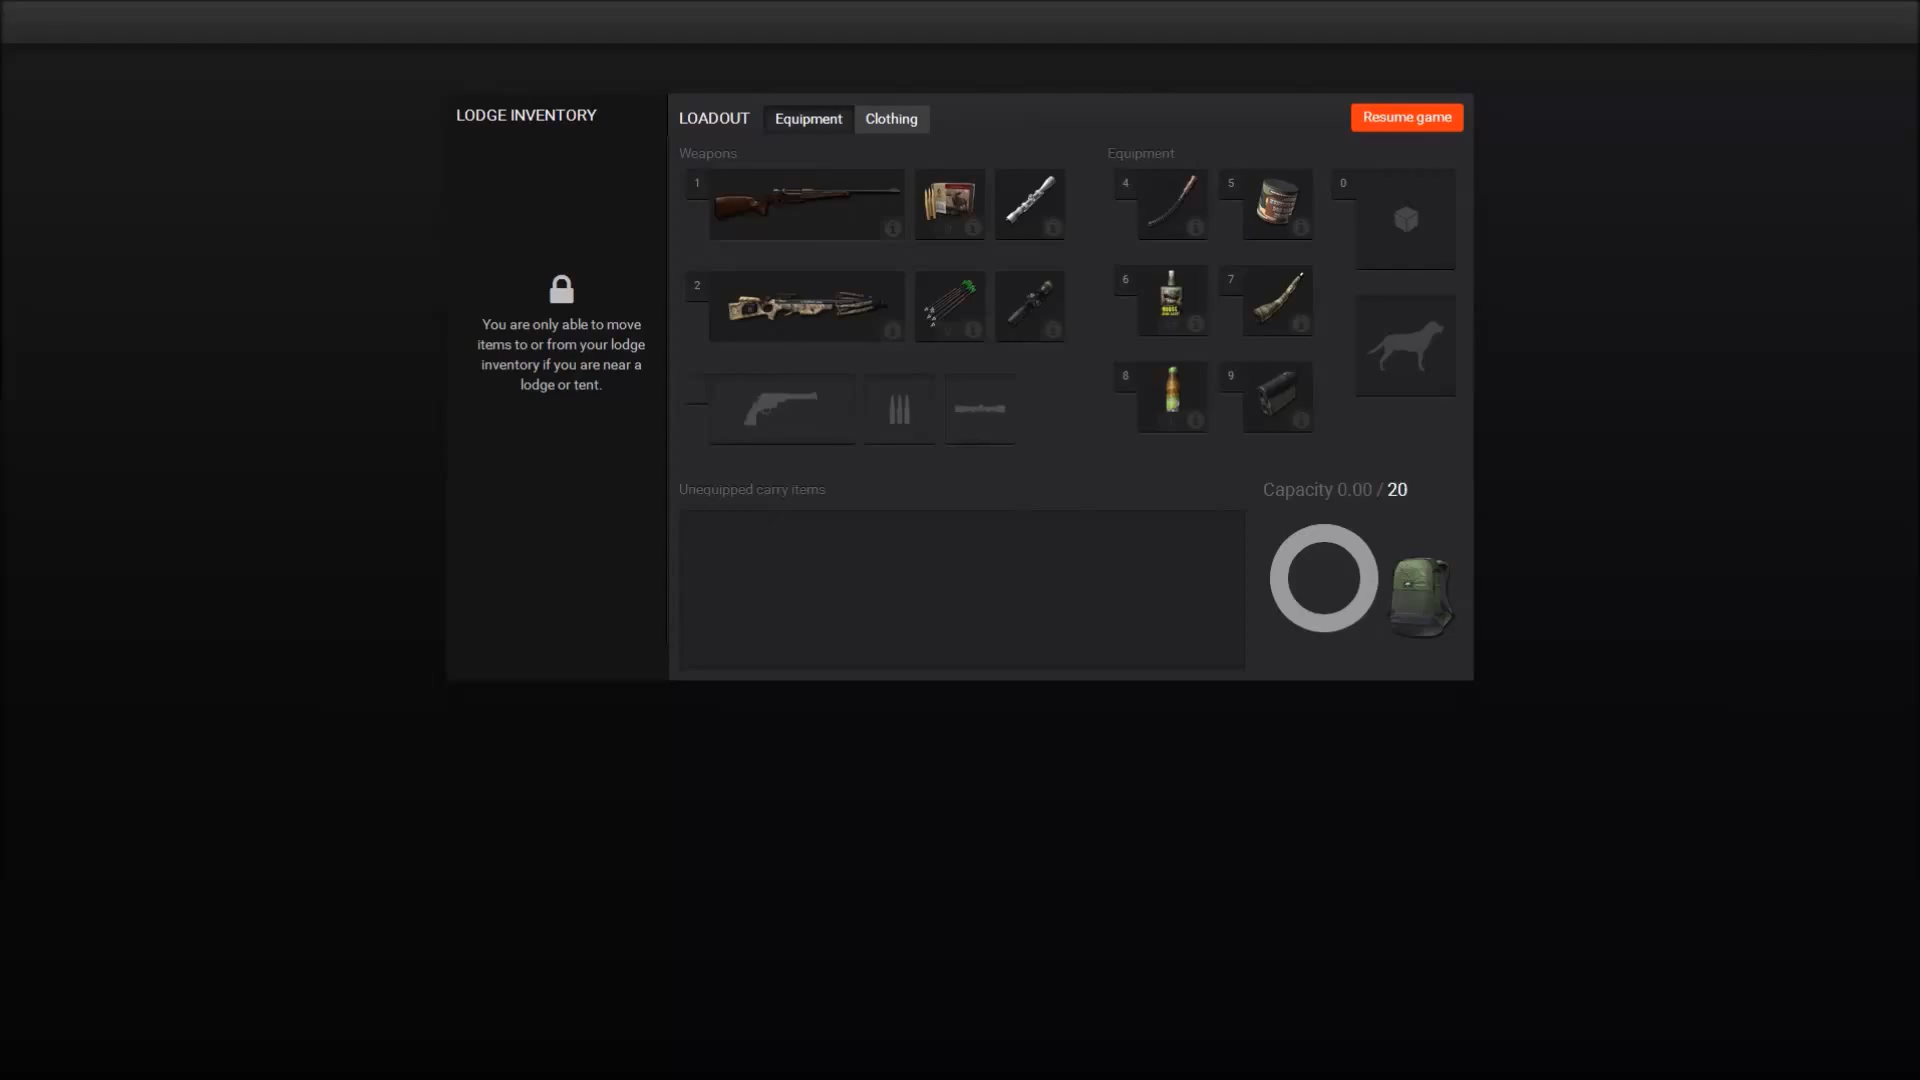 LODGE INVENTORY
You are only able to move
items to or from your lodge
inventory if you are near a
lodge or tent.
LOADOUT Equipment Clothing Resume game
Weapons Equipment
1 4 5 0
2 6 7
8 9
Unequipped carry items Capacity 0.00 / 20